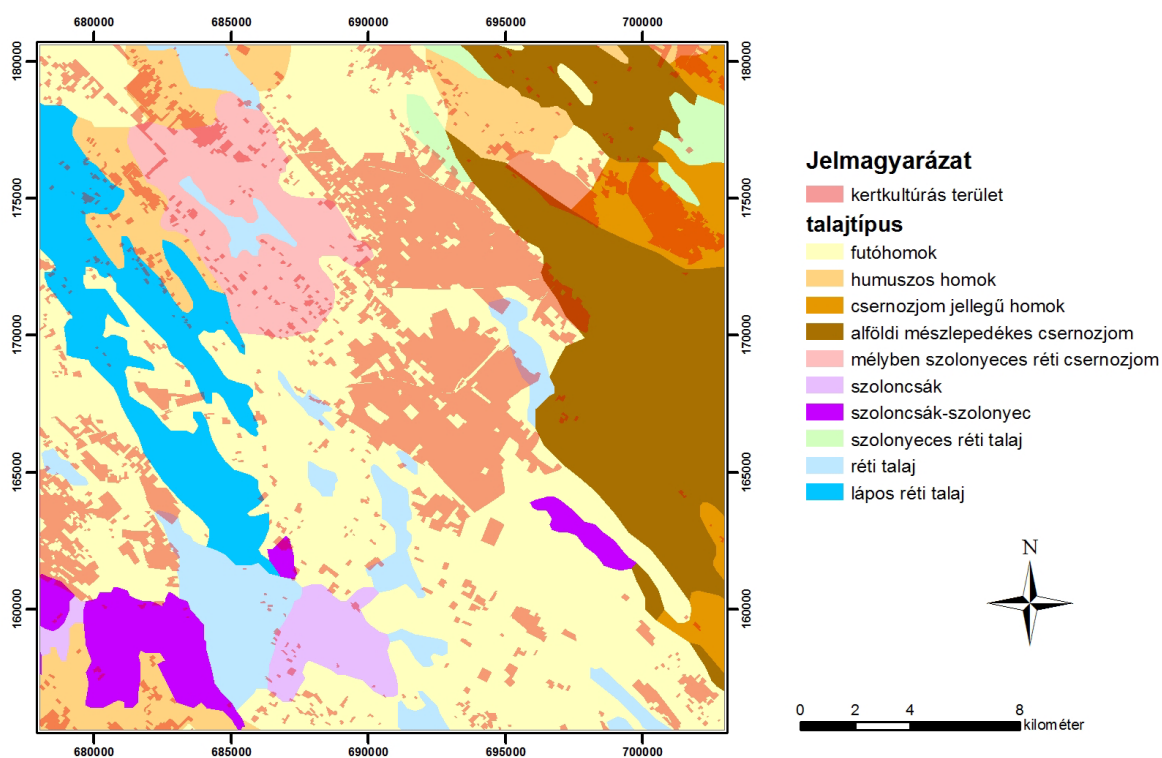 680000 685000 690000 695000 700000
180000 180000
175000 175000
170000 170000
165000 165000
160000 160000
680000 685000 690000 695000 700000
Jelmagyarázat
kertkultúrás terület
talajtípus
futóhomok
humuszos homok
csernozjom jellegű homok
alföldi mészlepedékes csernozjom
mélyben szolonyeces réti csernozjom
szoloncsák
szoloncsák-szolonyec
szolonyeces réti talaj
réti talaj
lápos réti talaj
N
0 2 4 8
kilométer